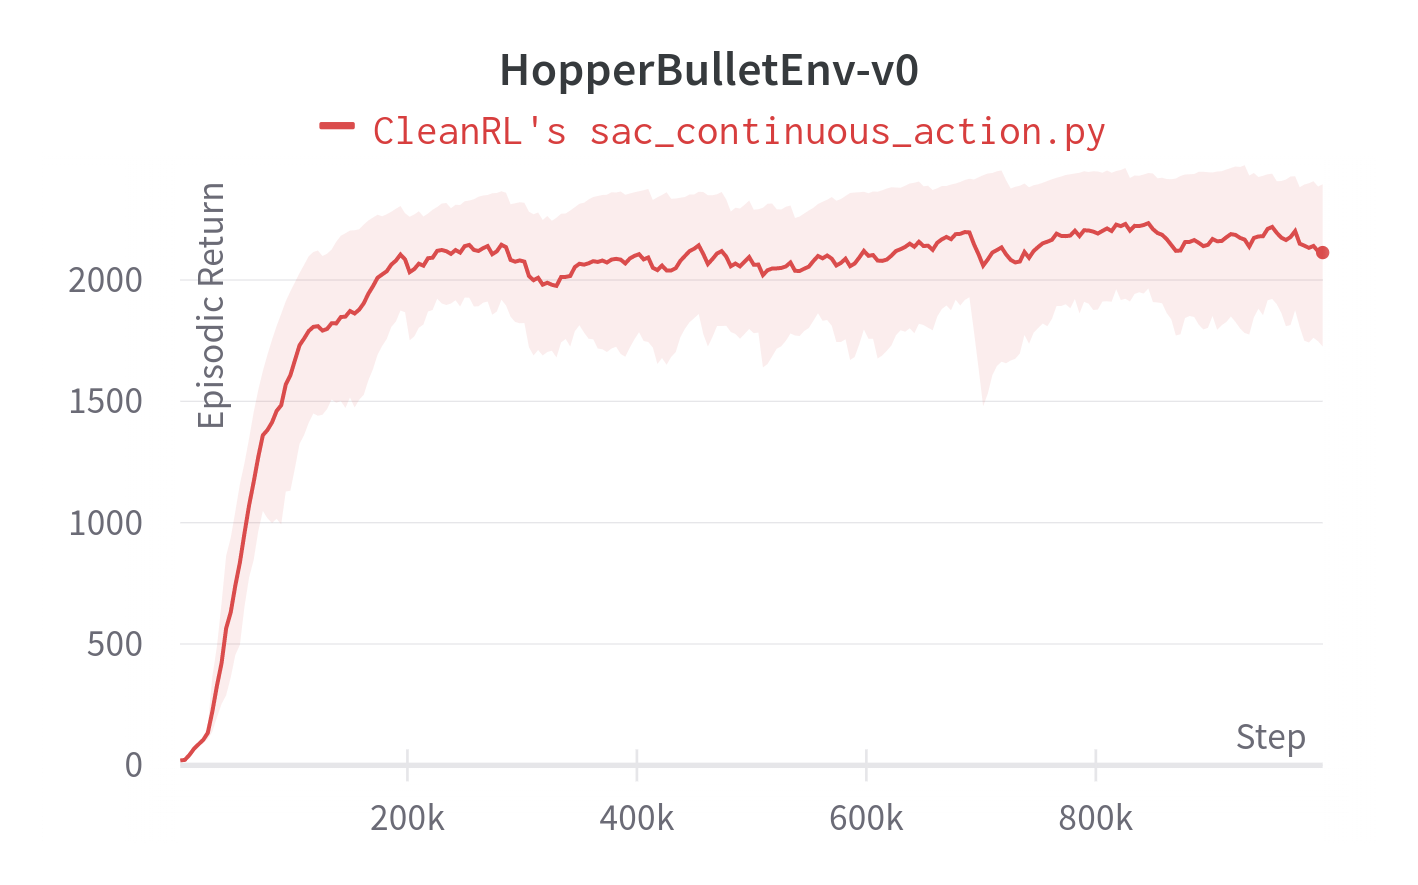 HopperBulletEnv-v0
CleanRL's sac_continuous_action.py
Episodic Return
2000
1500
1000
500
0
Step
200k
400k
600k
800k